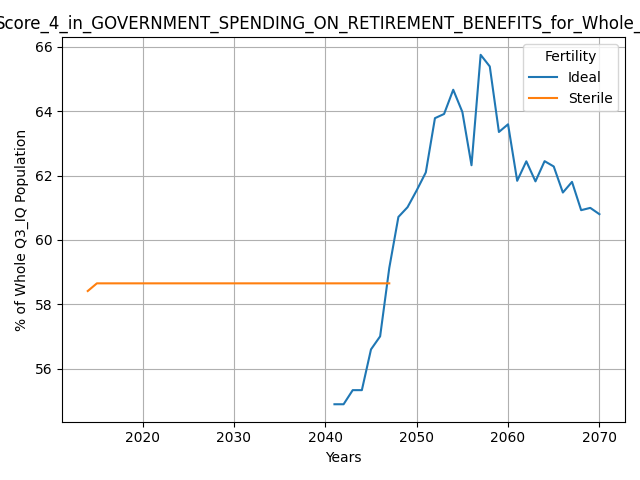 Score_4_in_GOVERNMENT_SPENDING_ON_RETIREMENT_BENEFITS_for_Whole_
Fertility
Ideal
Sterile
% of Whole Q3_IQ Population
66
64
62
60
58
56
2020
2030
2040
2050
2060
2070
Years